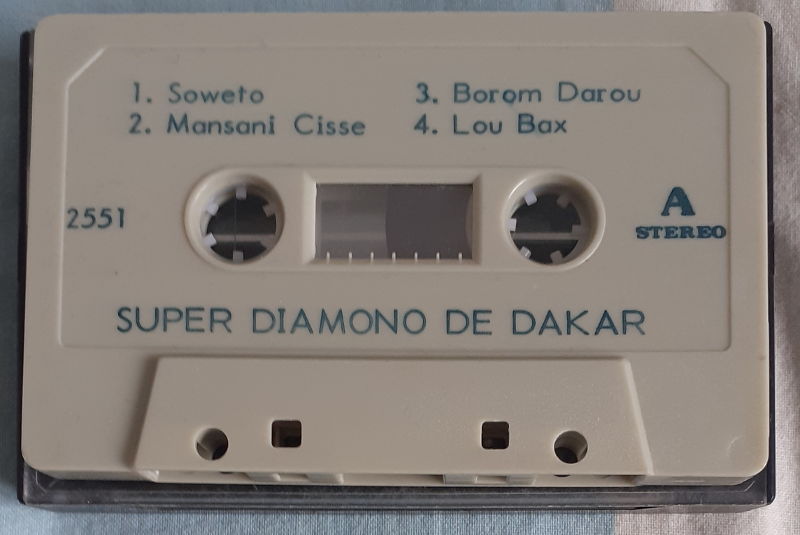 1. Soweto
2. Mansani Cisse
3. Borom Darou
4. Lou Bax
2551
A
STEREO
SUPER DIAMONO DE DAKAR